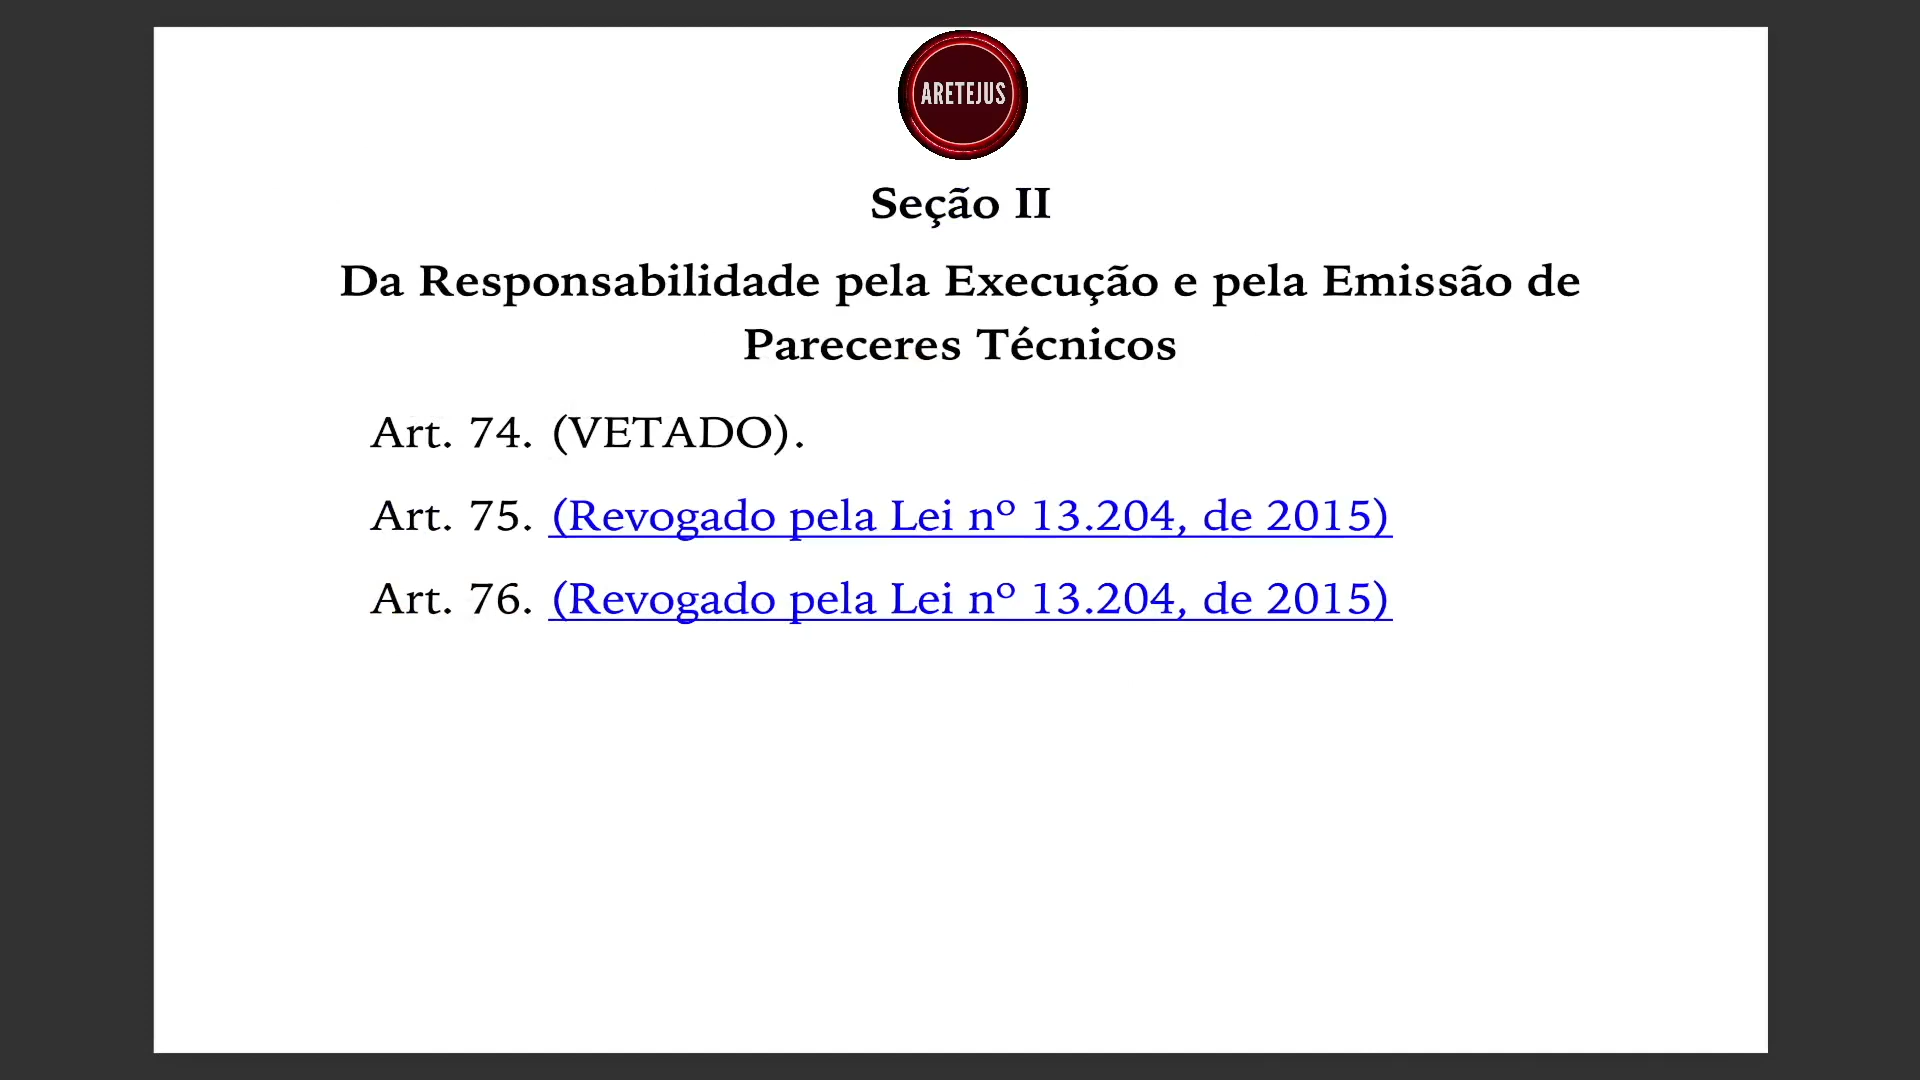 ARETEJUS
Seção II
Da Responsabilidade pela Execução e pela Emissão de
Pareceres Técnicos
Art. 74. (VETADO).
Art. 75. (Revogado pela Lei nº 13.204, de 2015)
Art. 76. (Revogado pela Lei nº 13.204, de 2015)